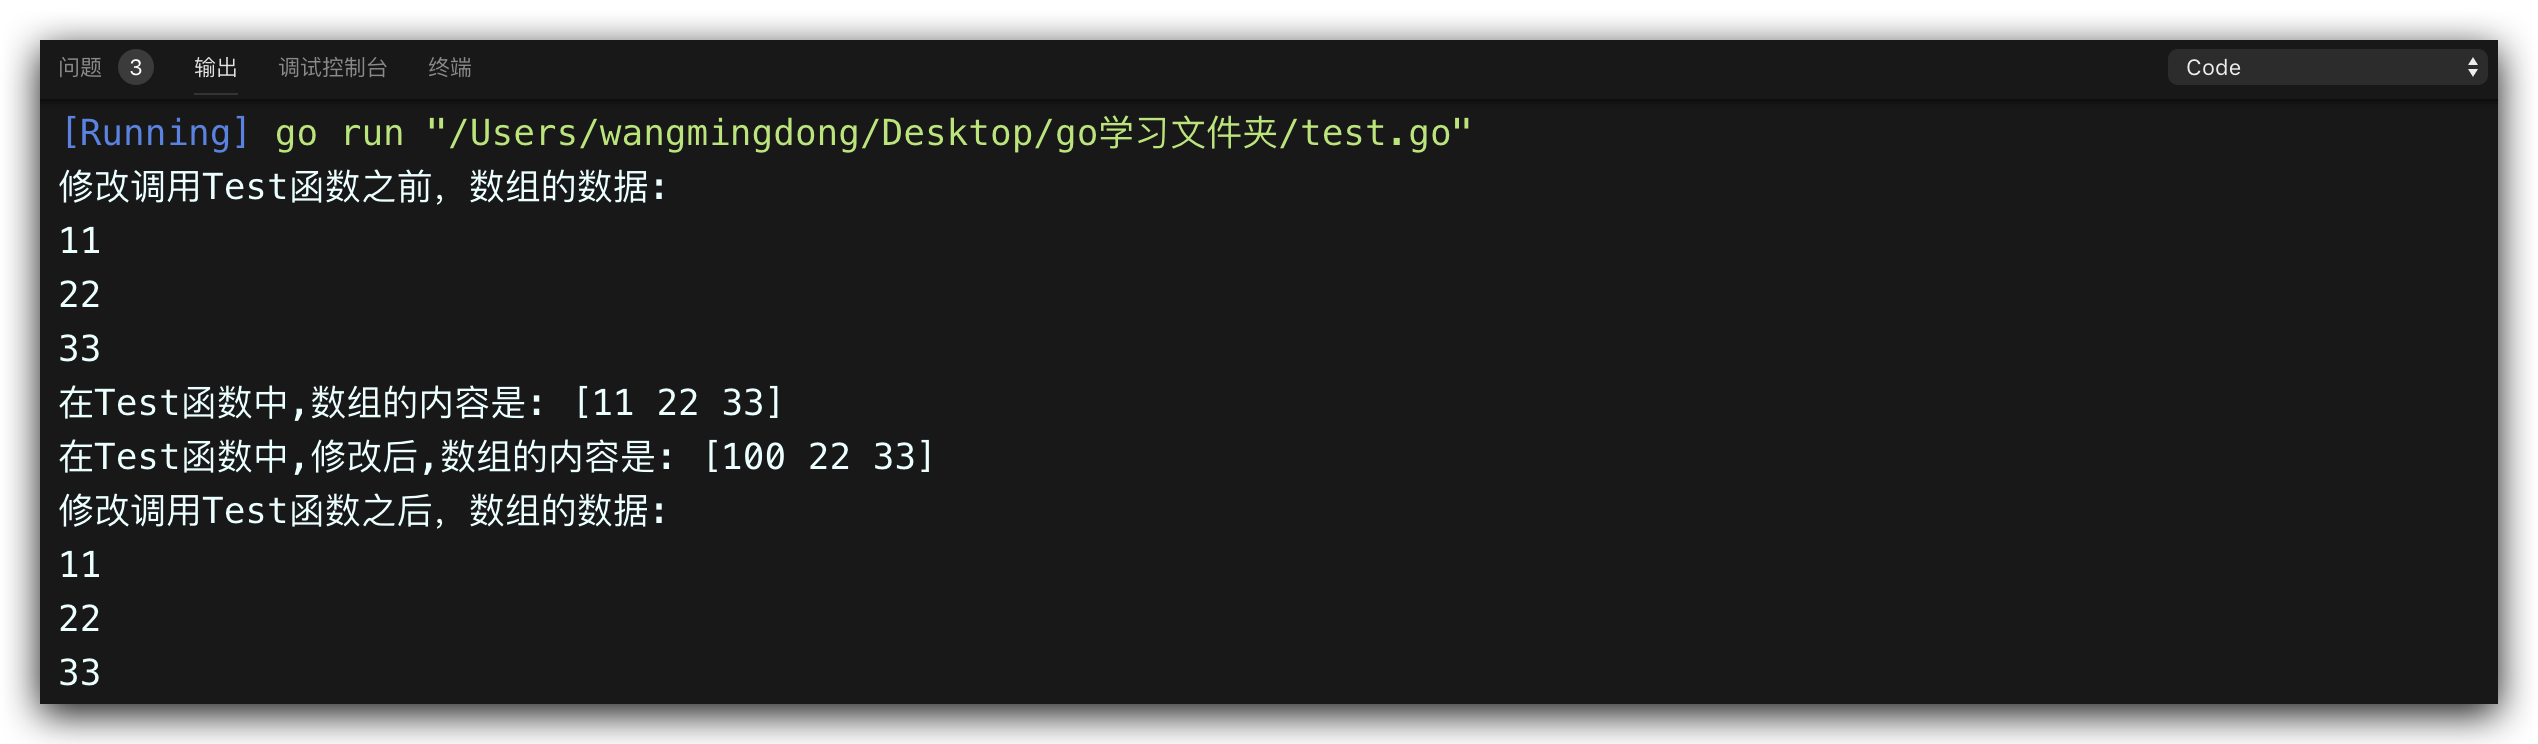 问题 3 输出 调试控制台 终端 Code
[Running] go run "/Users/wangmingdong/Desktop/go学习文件夹/test.go"
修改调用Test函数之前，数组的数据:
11
22
33
在Test函数中,数组的内容是: [11 22 33]
在Test函数中,修改后,数组的内容是: [100 22 33]
修改调用Test函数之后，数组的数据:
11
22
33